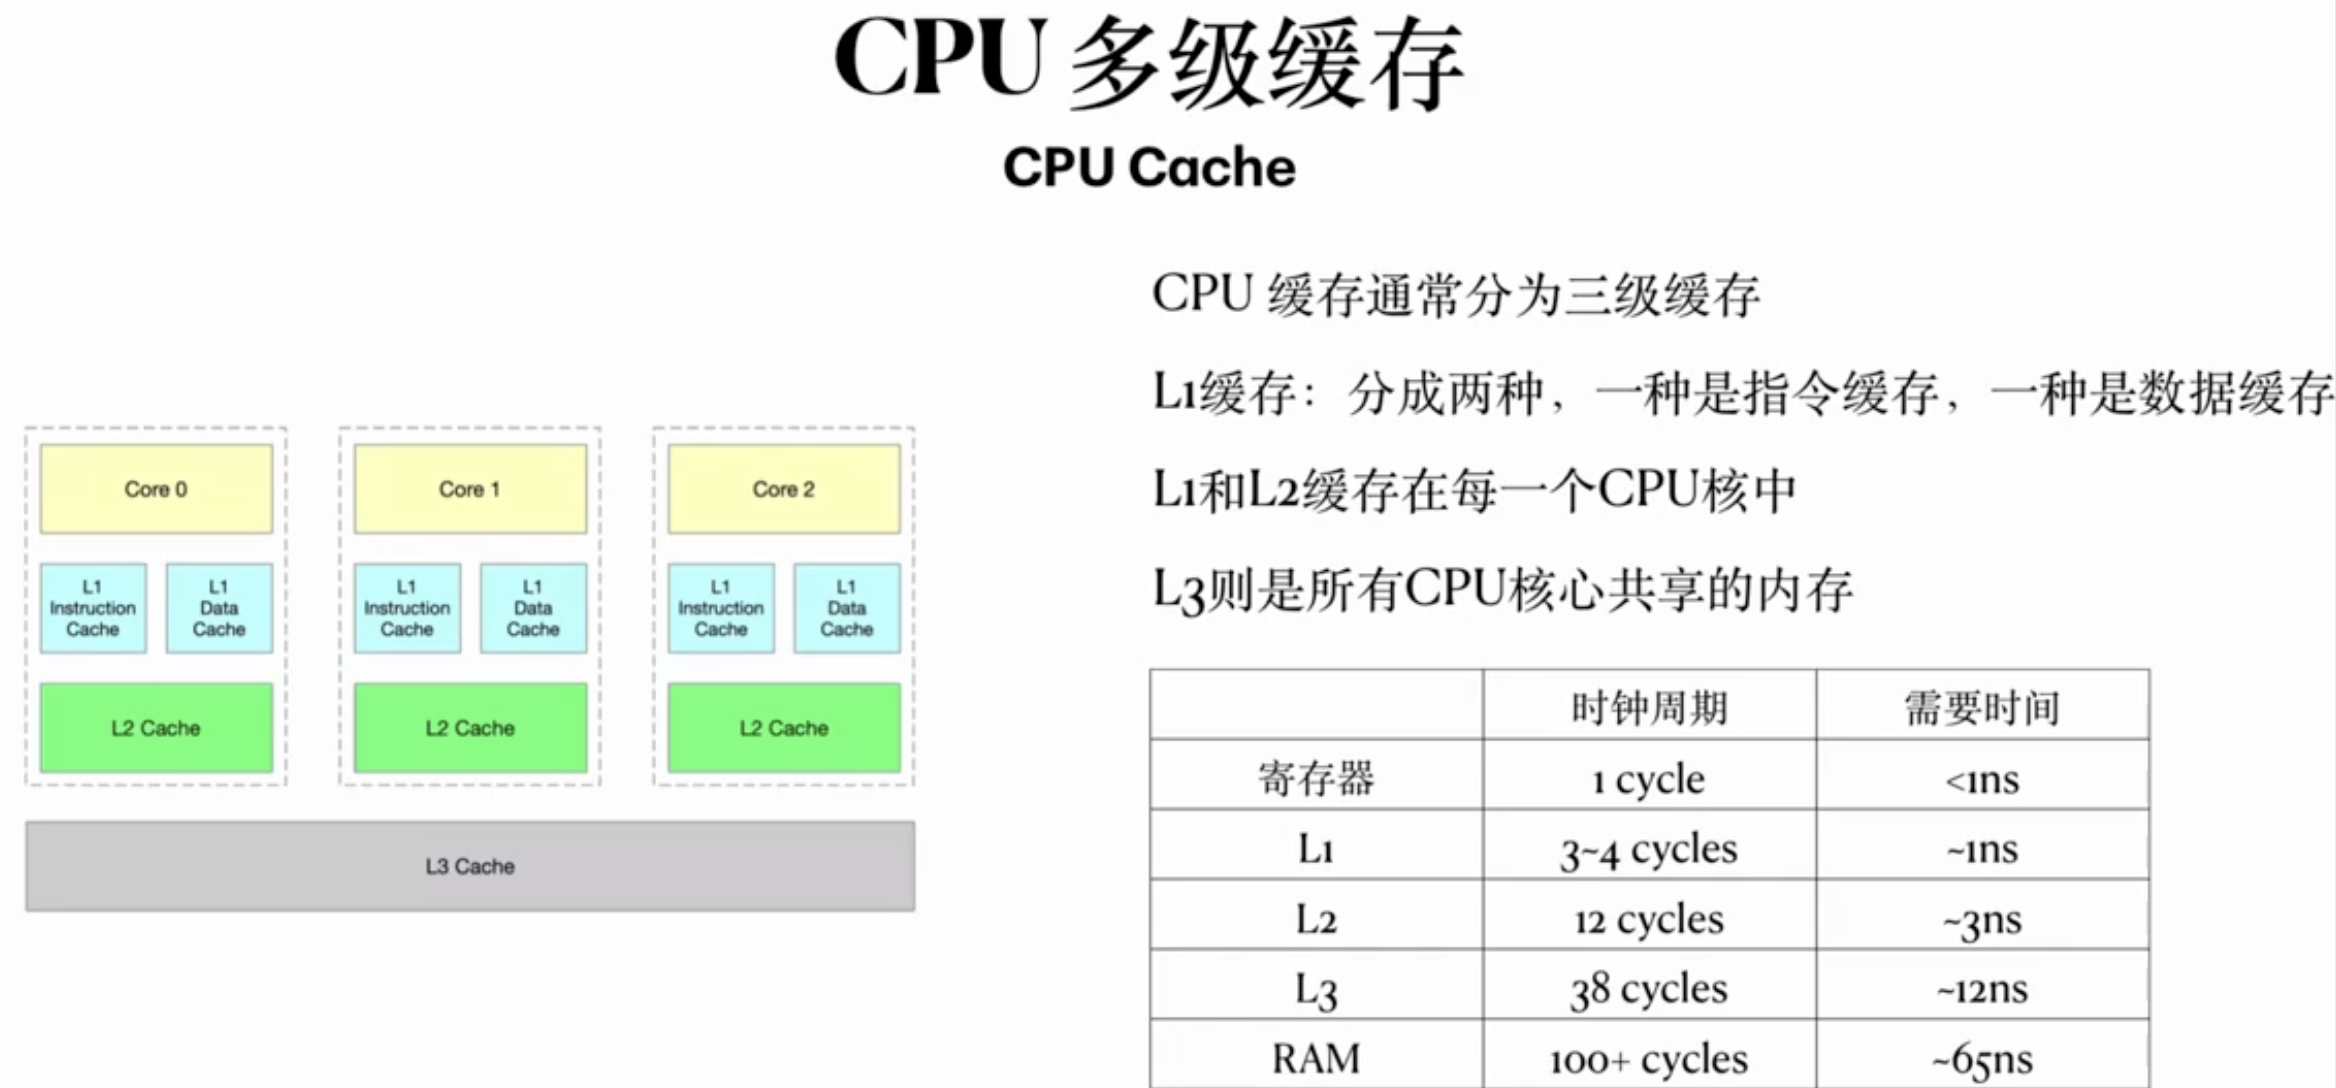 CPU 多级缓存
CPU Cache
CPU 缓存通常分为三级缓存
L1缓存：分成两种，一种是指令缓存，一种是数据缓存
L1和L2缓存在每一个CPU核中
L3则是所有CPU核心共享的内存
Core 0
Core 1
Core 2
L1
Instruction
Cache
L1
Data
Cache
L1
Instruction
Cache
L1
Data
Cache
L1
Instruction
Cache
L1
Data
Cache
L2 Cache
L2 Cache
L2 Cache
L3 Cache
时钟周期 需要时间
寄存器 1 cycle <1ns
L1 3~4 cycles ~1ns
L2 12 cycles ~3ns
L3 38 cycles ~12ns
RAM 100+ cycles ~65ns